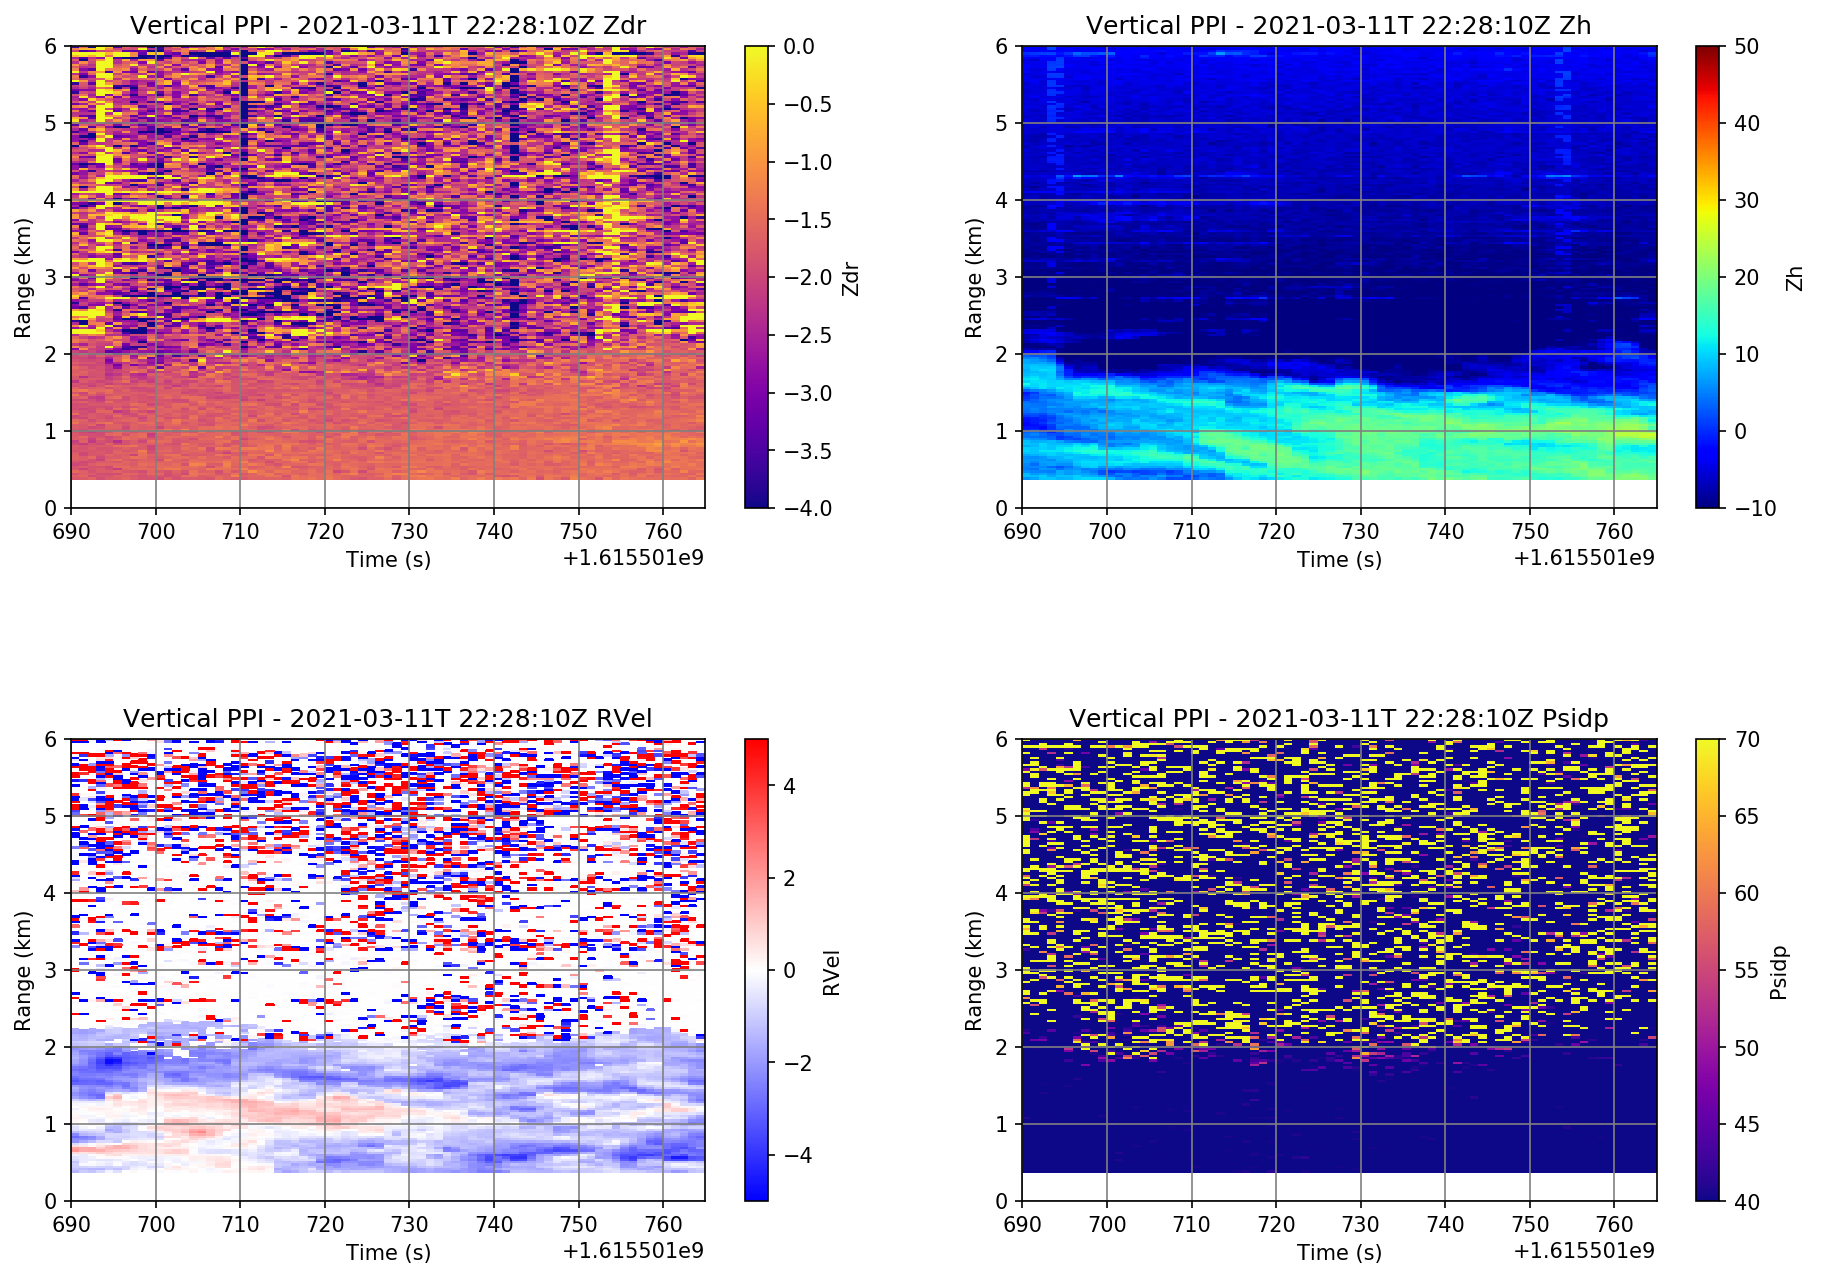 Vertical PPI - 2021-03-11T 22:28:10Z Zdr
6
5
4
3
2
1
0
Range (km)
690 700 710 720 730 740 750 760
Time (s)
+1.615501e9
0.0
−0.5
−1.0
−1.5
−2.0
−2.5
−3.0
−3.5
−4.0
Zdr
Vertical PPI - 2021-03-11T 22:28:10Z Zh
6
5
4
3
2
1
0
Range (km)
690 700 710 720 730 740 750 760
Time (s)
+1.615501e9
50
40
30
20
10
0
−10
Zh
Vertical PPI - 2021-03-11T 22:28:10Z RVel
6
5
4
3
2
1
0
Range (km)
690 700 710 720 730 740 750 760
Time (s)
+1.615501e9
4
2
0
−2
−4
RVel
Vertical PPI - 2021-03-11T 22:28:10Z Psidp
6
5
4
3
2
1
0
Range (km)
690 700 710 720 730 740 750 760
Time (s)
+1.615501e9
70
65
60
55
50
45
40
Psidp